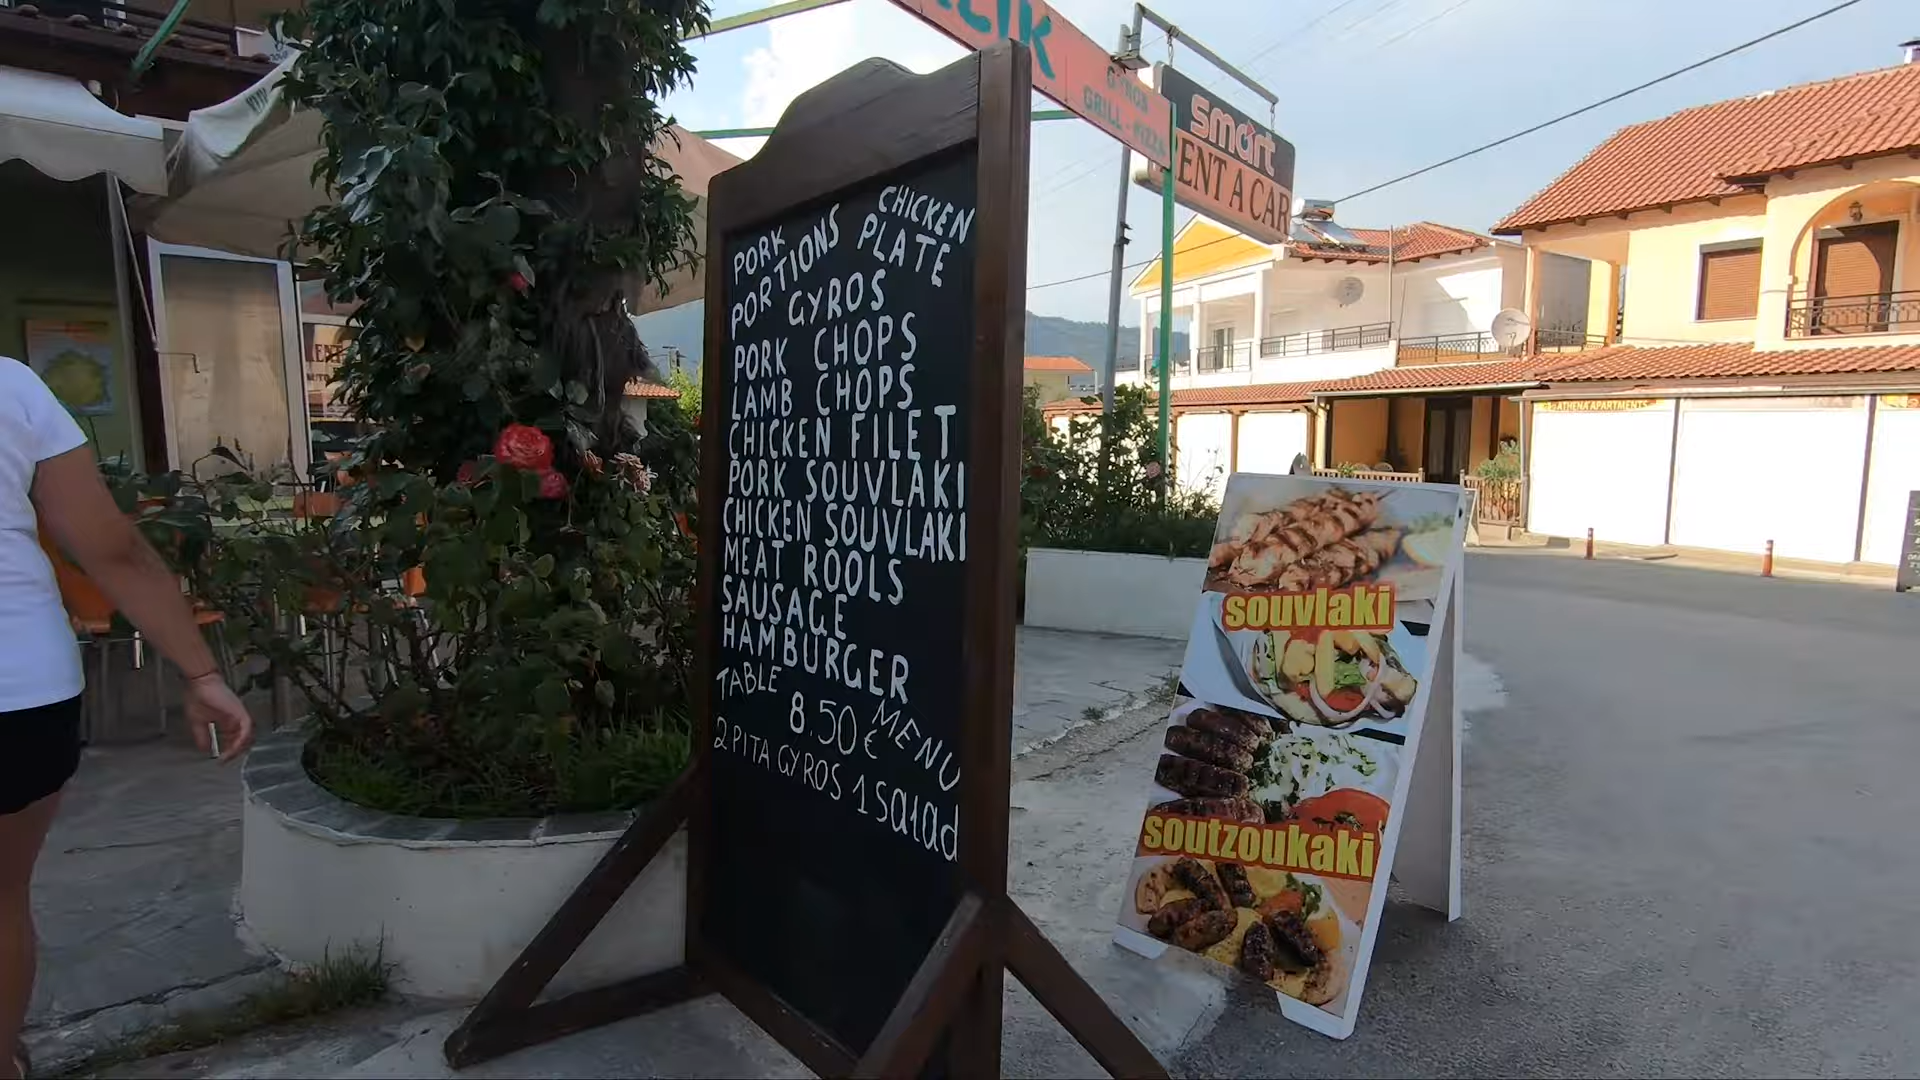 PORK CHICKEN
PORTIONS PLATE
GYROS
PORK CHOPS
LAMB CHOPS
CHICKEN FILET
PORK SOUVLAKI
CHICKEN SOUVLAKI
MEAT ROOLS
SAUSAGE
HAMBURGER
TABLE MENU
8.50€
2 PITA GYROS 1 Salad
GYROS
GRILL - PIZZA
smart
RENT A CAR
ATHENA APARTMENTS
souvlaki
soutzoukaki